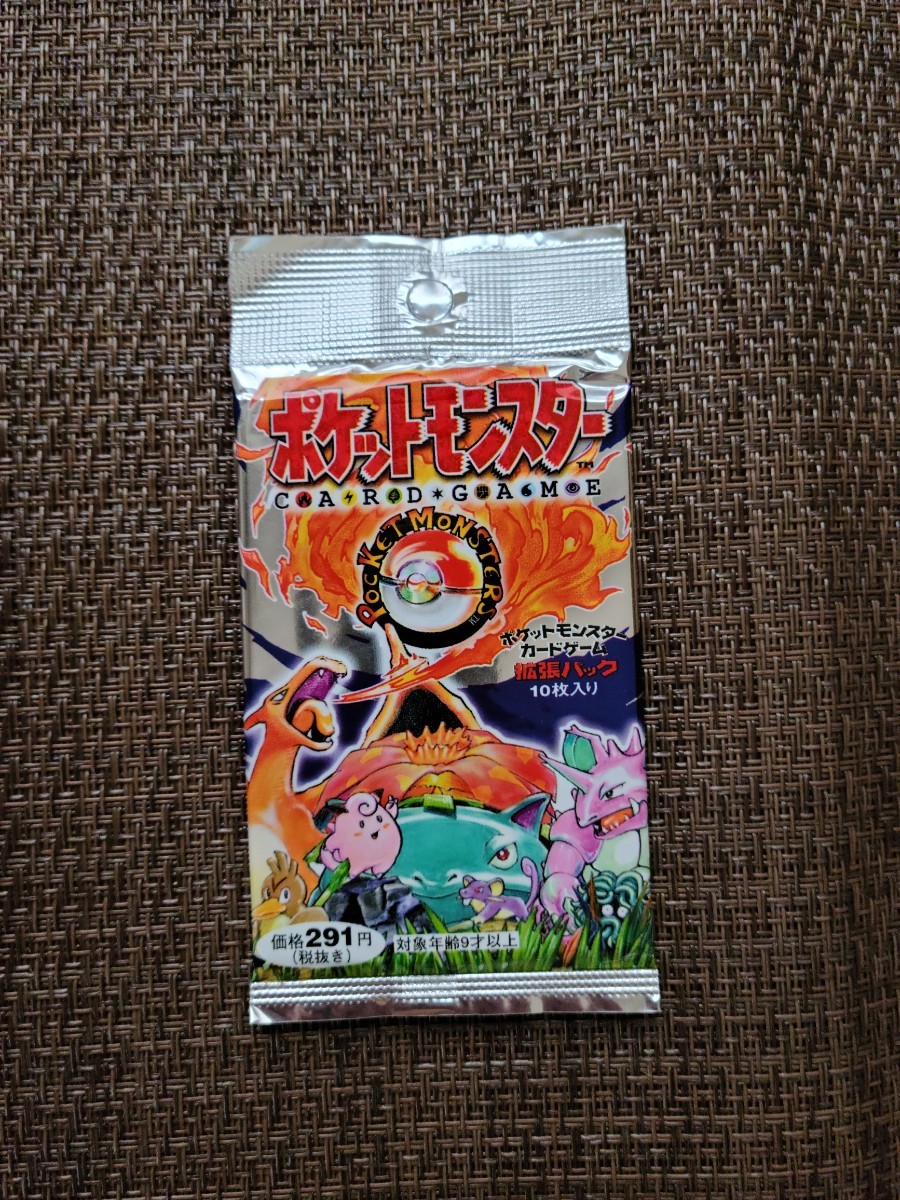 ポケットモンスター
TM
CARD★GAME
POCKET MONSTERS
TM
ポケットモンスター
カードゲーム
拡張パック
10枚入り
価格291円
(税抜き)
対象年齢9才以上